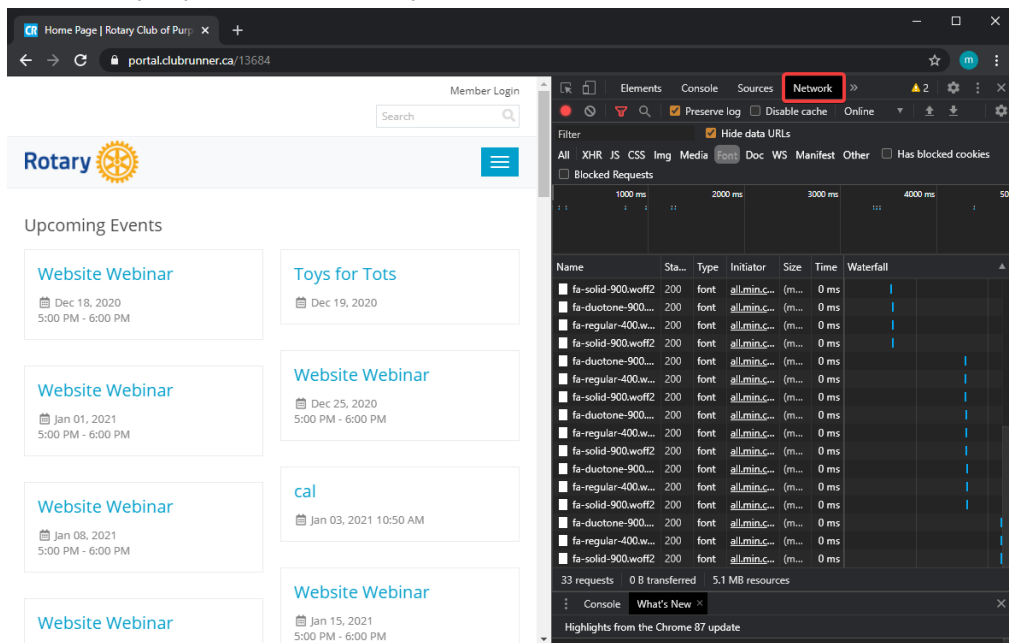 CR Home Page | Rotary Club of Purp
portal.clubrunner.ca/13684
m
Member Login
Search
Rotary
Upcoming Events
Website Webinar
Dec 18, 2020
5:00 PM - 6:00 PM
Toys for Tots
Dec 19, 2020
Website Webinar
Jan 01, 2021
5:00 PM - 6:00 PM
Website Webinar
Dec 25, 2020
5:00 PM - 6:00 PM
Website Webinar
Jan 08, 2021
5:00 PM - 6:00 PM
cal
Jan 03, 2021 10:50 AM
Website Webinar
Website Webinar
Jan 15, 2021
5:00 PM - 6:00 PM
Elements Console Sources Network » 2
Preserve log Disable cache Online
Filter Hide data URLs
All XHR JS CSS Img Media Font Doc WS Manifest Other Has blocked cookies
Blocked Requests
1000 ms 2000 ms 3000 ms 4000 ms 50
Name Sta... Type Initiator Size Time Waterfall
fa-solid-900.woff2 200 font all.min.c... (m... 0 ms
fa-duotone-900.... 200 font all.min.c... (m... 0 ms
fa-regular-400.w... 200 font all.min.c... (m... 0 ms
fa-solid-900.woff2 200 font all.min.c... (m... 0 ms
fa-duotone-900.... 200 font all.min.c... (m... 0 ms
fa-regular-400.w... 200 font all.min.c... (m... 0 ms
fa-solid-900.woff2 200 font all.min.c... (m... 0 ms
fa-duotone-900.... 200 font all.min.c... (m... 0 ms
fa-regular-400.w... 200 font all.min.c... (m... 0 ms
fa-solid-900.woff2 200 font all.min.c... (m... 0 ms
fa-duotone-900.... 200 font all.min.c... (m... 0 ms
fa-regular-400.w... 200 font all.min.c... (m... 0 ms
fa-solid-900.woff2 200 font all.min.c... (m... 0 ms
fa-duotone-900.... 200 font all.min.c... (m... 0 ms
fa-regular-400.w... 200 font all.min.c... (m... 0 ms
fa-solid-900.woff2 200 font all.min.c... (m... 0 ms
33 requests 0 B transferred 5.1 MB resources
Console What's New
Highlights from the Chrome 87 update